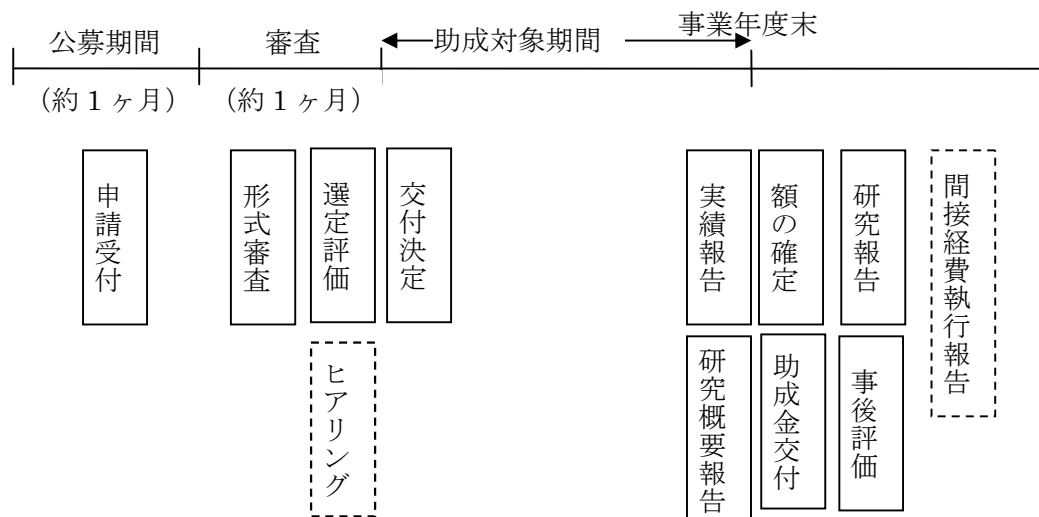 事業年度末
公募期間
審査
助成対象期間
(約1ヶ月)
(約1ヶ月)
申請受付
形式審査
選定評価
交付決定
実績報告
額の確定
研究報告
間接経費執行報告
ヒアリング
研究概要報告
助成金交付
事後評価